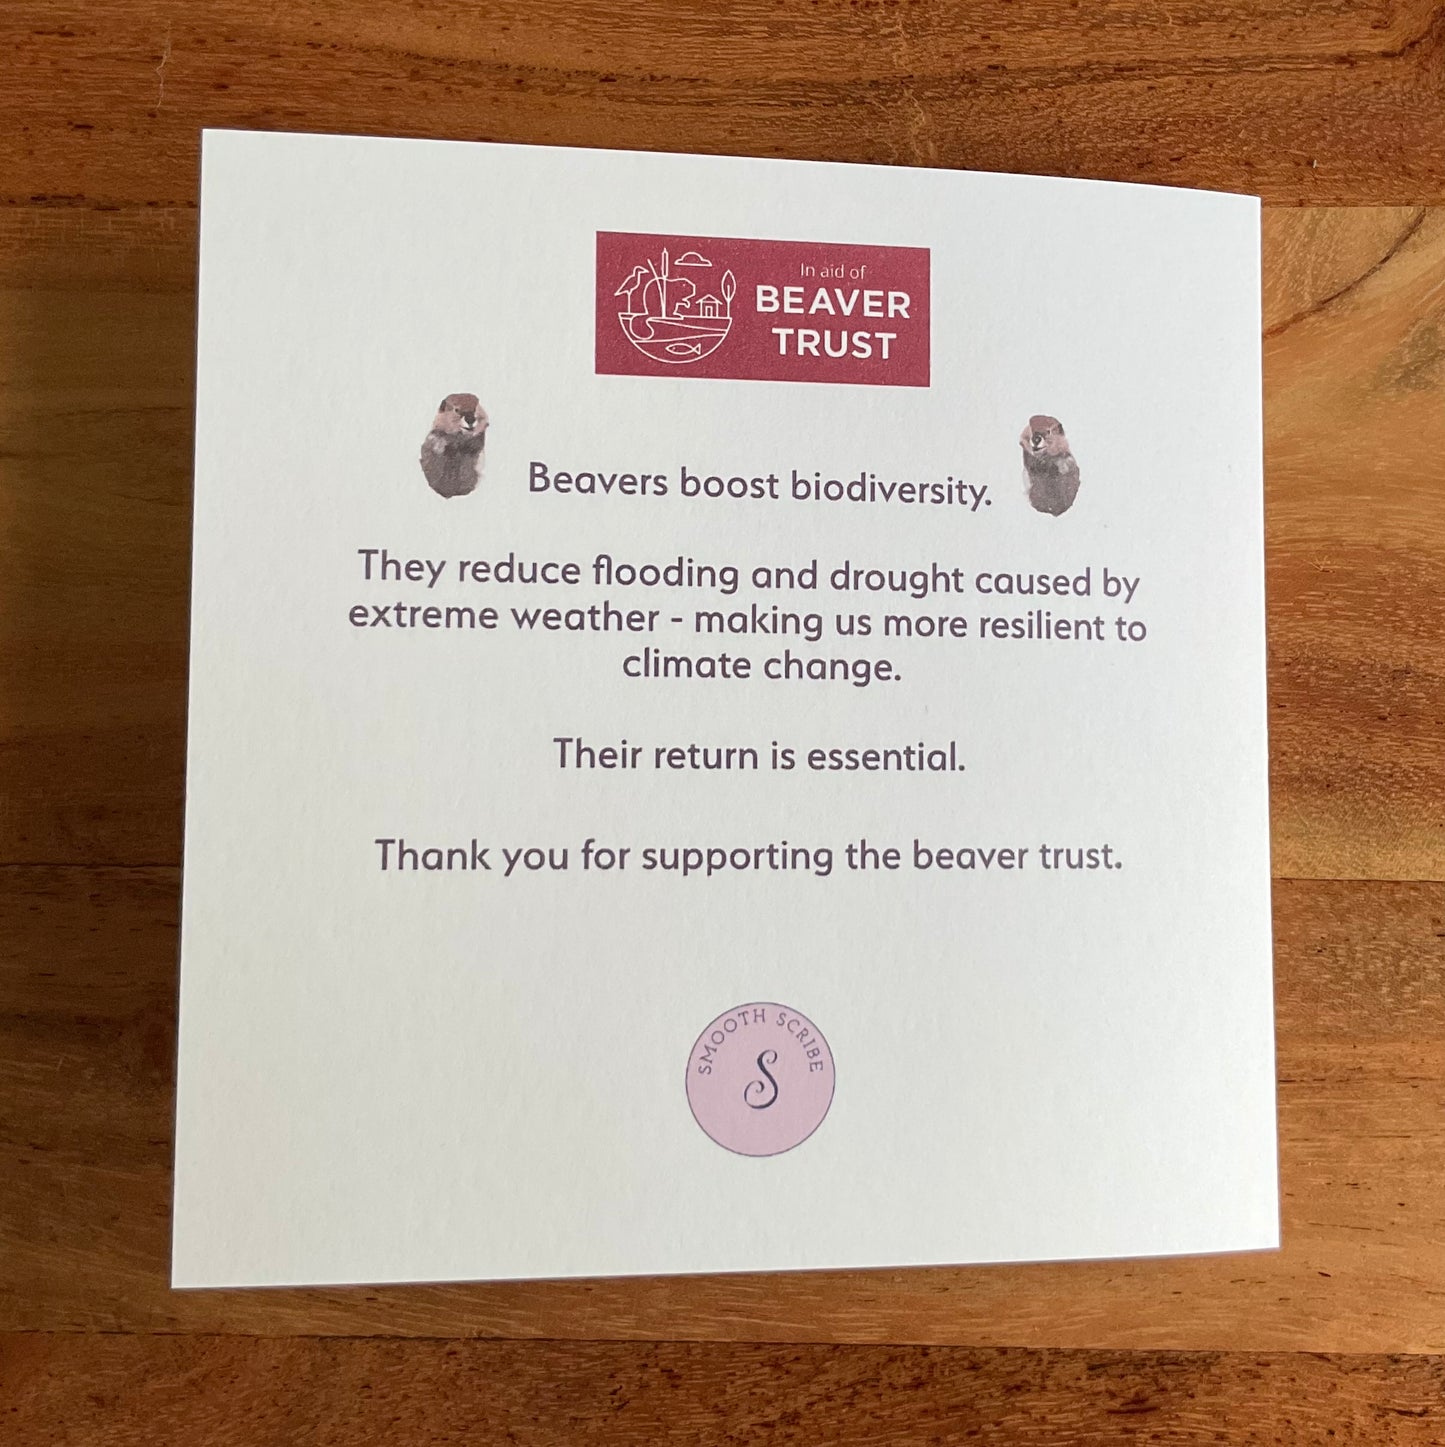 In aid of
BEAVER
TRUST
Beavers boost biodiversity.
They reduce flooding and drought caused by
extreme weather - making us more resilient to
climate change.
Their return is essential.
Thank you for supporting the beaver trust.
SMOOTH SCRIBE
S